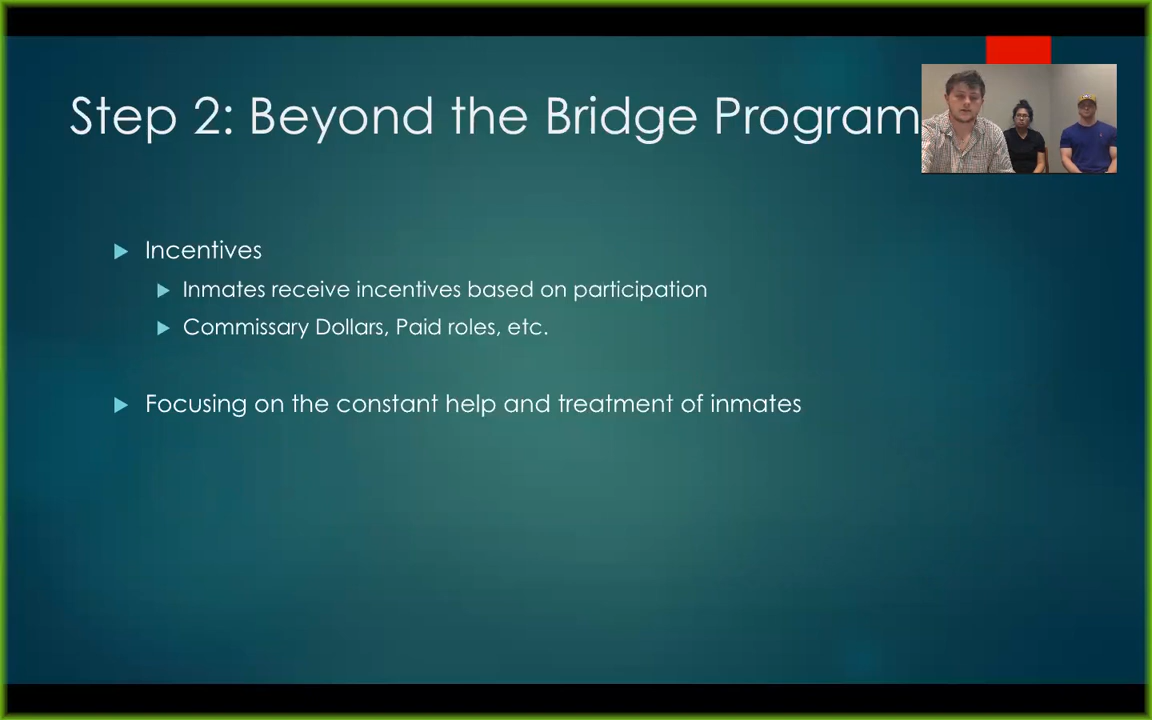 Step 2: Beyond the Bridge Program
Incentives
Inmates receive incentives based on participation
Commissary Dollars, Paid roles, etc.
Focusing on the constant help and treatment of inmates